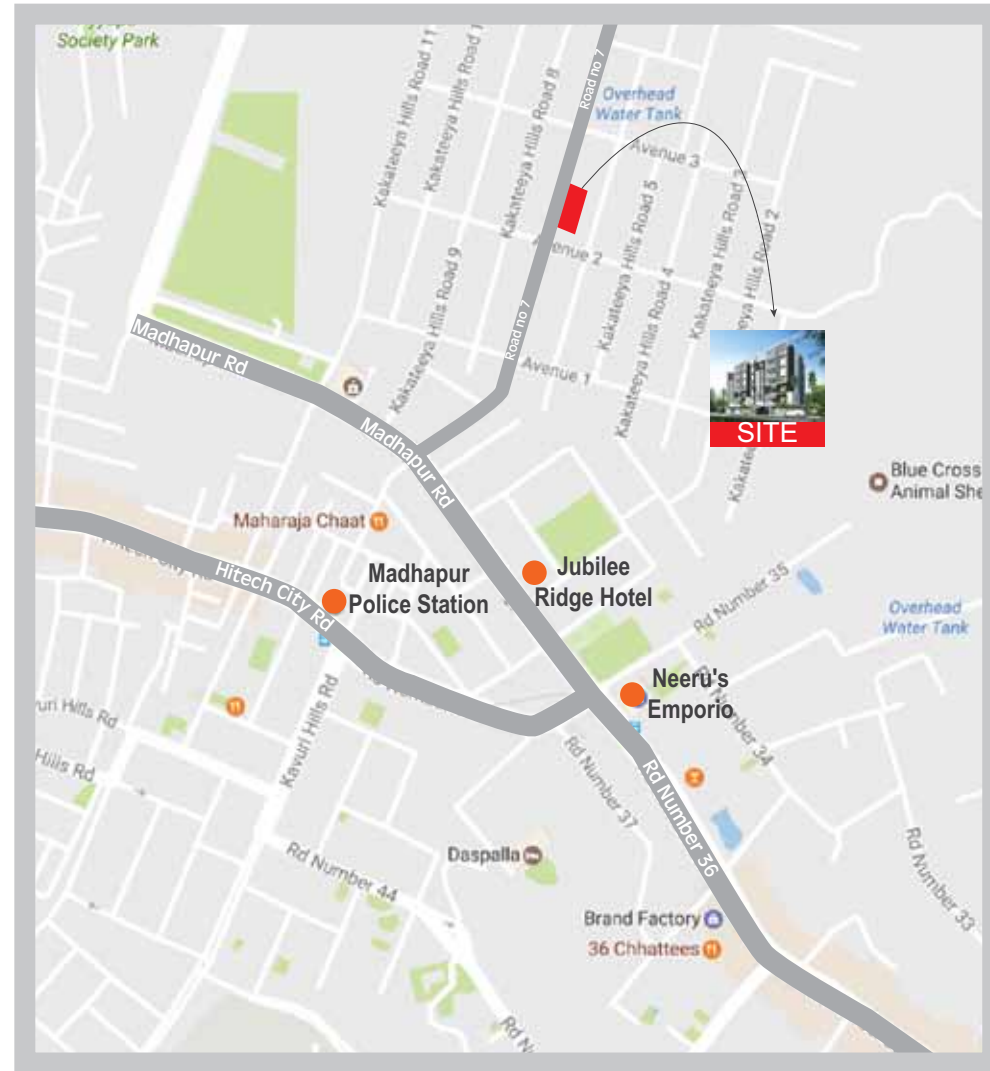 Society Park
Kakateeya Hills Road 11
Kakateeya Hills Road 1
Kakateeya Hills Road 8
Road no 7
Overhead
Water Tank
Avenue 3
Kakateeya Hills Road 5
Kakateeya Hills Road 2
Avenue 2
Kakateeya Hills Road 9
Kakateeya Hills Road 4
Road no 7
Avenue 1
Madhapur Rd
SITE
Madhapur Rd
Blue Cross
Animal She
Maharaja Chaat
Hitech City Rd
Madhapur
Police Station
Jubilee
Ridge Hotel
Rd Number 35
Overhead
Water Tank
Neeru's
Emporio
Rd Number 34
uri Hills Rd
Hills Rd
Kavuri Hills Rd
Rd Number 37
Rd Number 36
Rd Number 44
Daspalla
Rd Number 33
Brand Factory
36 Chhattees